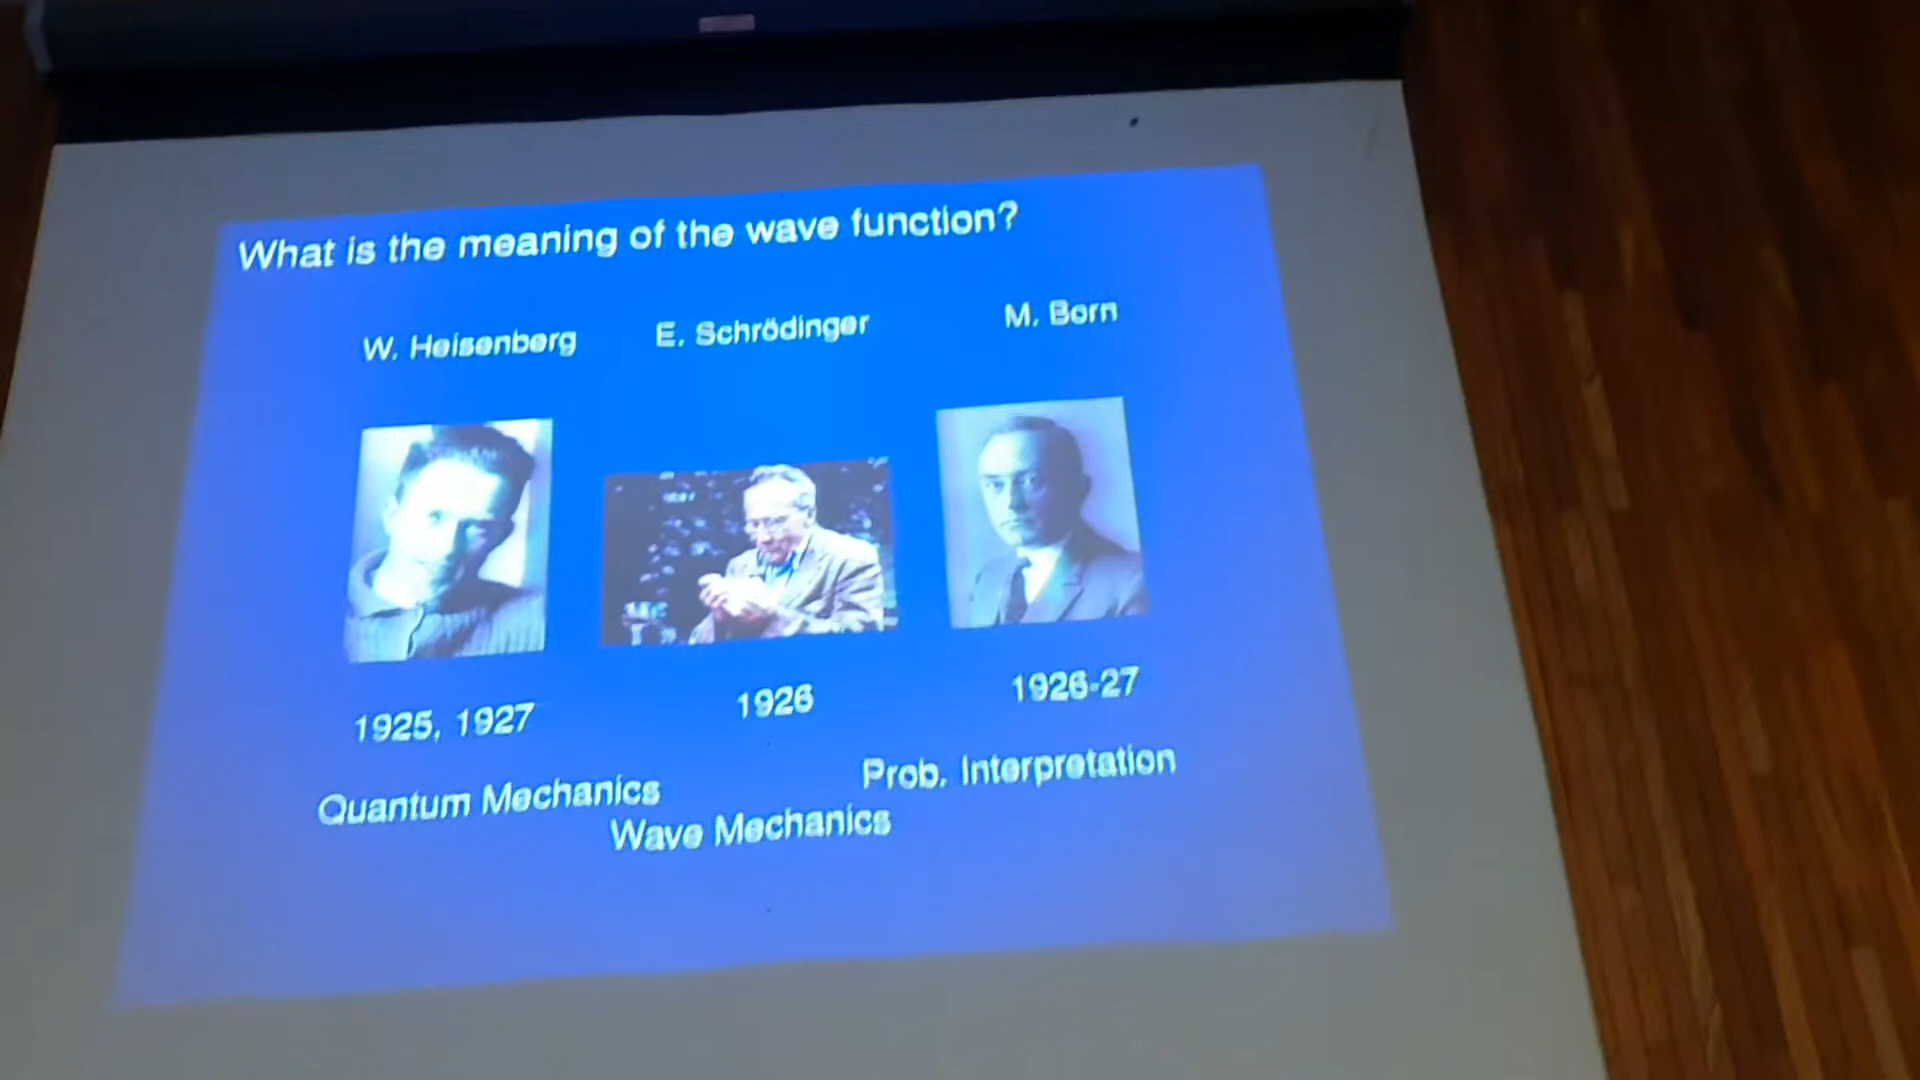 What is the meaning of the wave function?
W. Heisenberg E. Schrödinger M. Born
1925, 1927 1926 1926-27
Quantum Mechanics Prob. Interpretation
Wave Mechanics